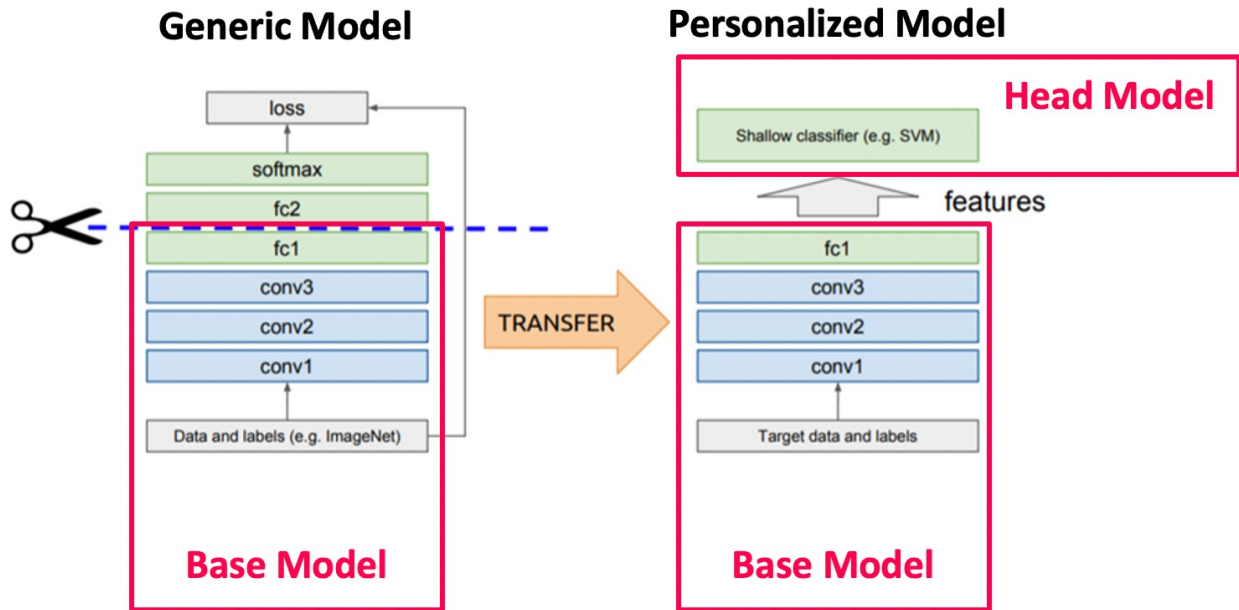 Generic Model
loss
softmax
fc2
fc1
conv3
conv2
conv1
Data and labels (e.g. ImageNet)
Base Model
TRANSFER
Personalized Model
Head Model
Shallow classifier (e.g. SVM)
features
fc1
conv3
conv2
conv1
Target data and labels
Base Model